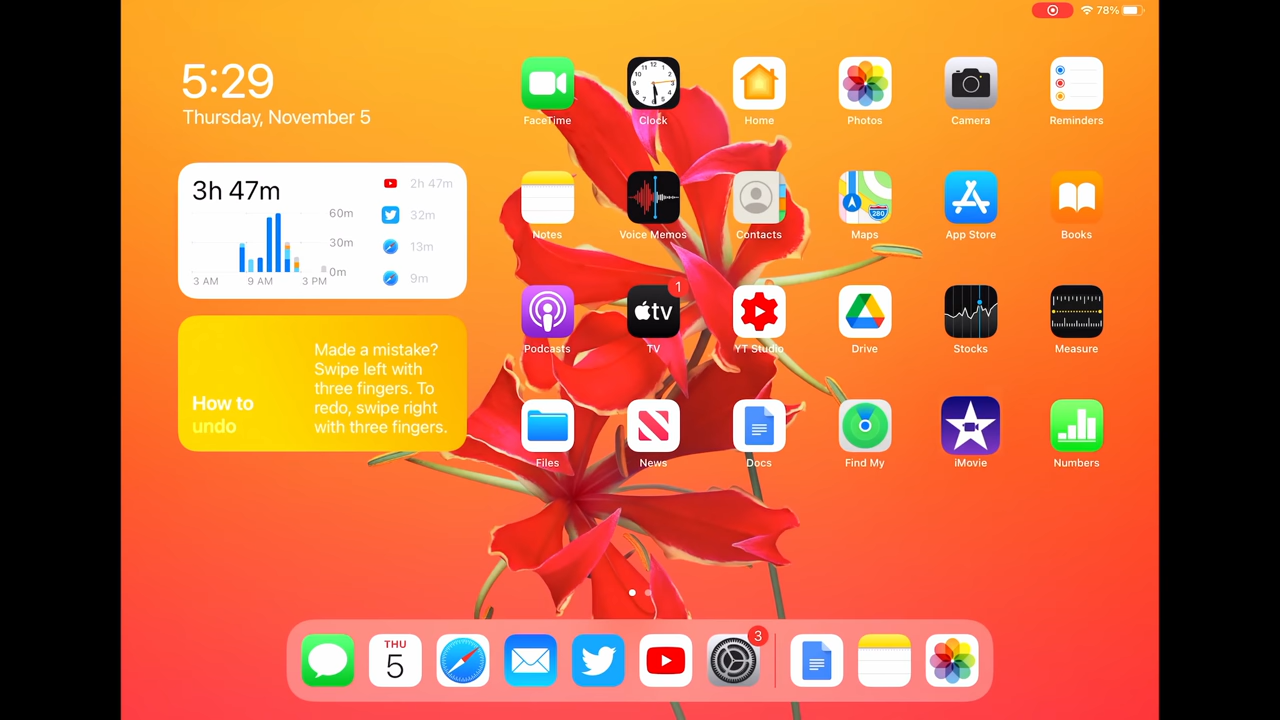 78%
5:29
Thursday, November 5
3h 47m
2h 47m
32m
13m
9m
60m
30m
0m
3 AM
9 AM
3 PM
How to
undo
Made a mistake?
Swipe left with
three fingers. To
redo, swipe right
with three fingers.
FaceTime
Clock
Home
Photos
Camera
Reminders
Notes
Voice Memos
Contacts
280
Maps
App Store
Books
Podcasts
tv
1
TV
YT Studio
Drive
Stocks
Measure
Files
News
Docs
Find My
iMovie
Numbers
THU
5
3